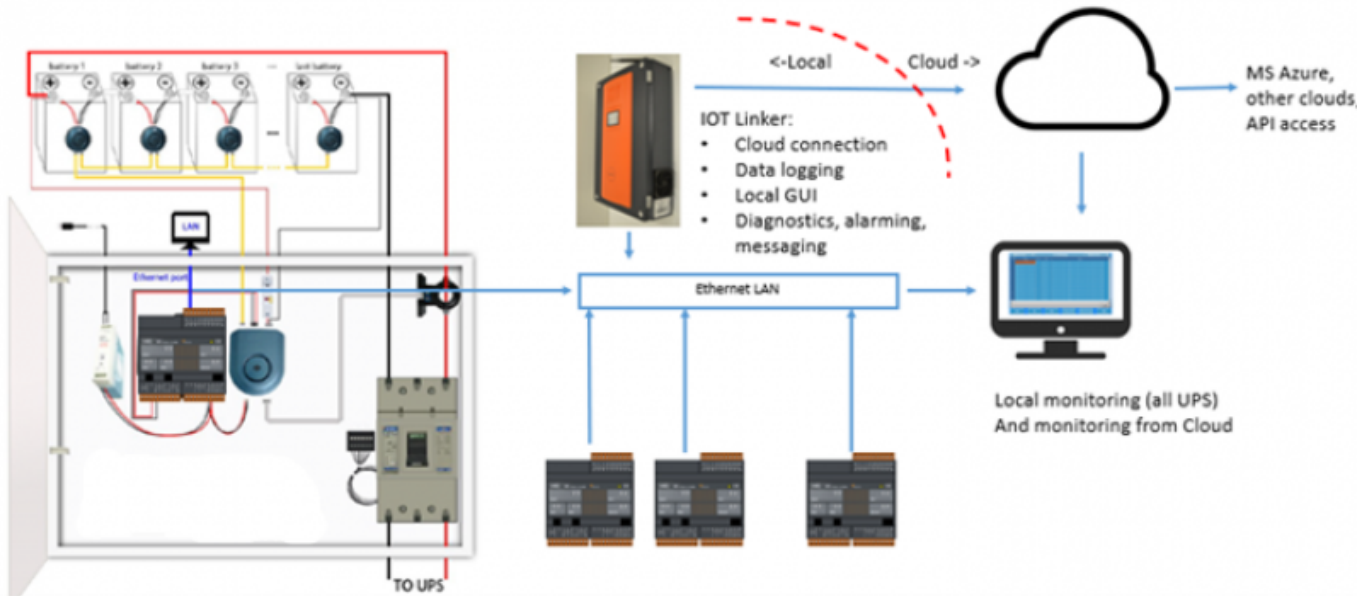 battery 1
battery 2
battery 3
last battery
<-Local
Cloud ->
MS Azure,
other clouds,
API access
IOT Linker:
• Cloud connection
• Data logging
• Local GUI
• Diagnostics, alarming,
messaging
LAN
Ethernet port
Ethernet LAN
Local monitoring (all UPS)
And monitoring from Cloud
TO UPS